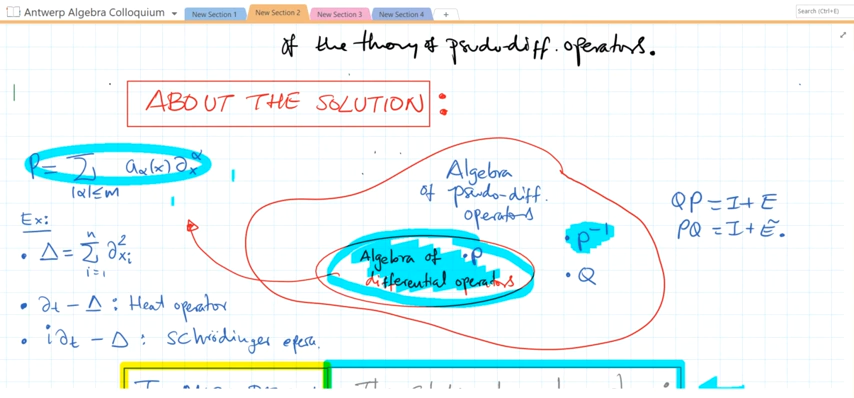 Antwerp Algebra Colloquium
New Section 1 New Section 2 New Section 3 New Section 4 +
Search (Ctrl+E)
of the theory of pseudo-diff. operators.
ABOUT THE SOLUTION :
P = ∑ aα(x) ∂xα
|α| ≤ m
Ex:
• Δ = ∑ ∂²xi
n
i=1
• ∂t – Δ : Heat operator
• i∂t – Δ : Schrödinger opera.
Algebra
of pseudo-diff.
operators
Algebra of • P
differential operators
• P⁻¹
• Q
QP = I + E
PQ = I + Ẽ.